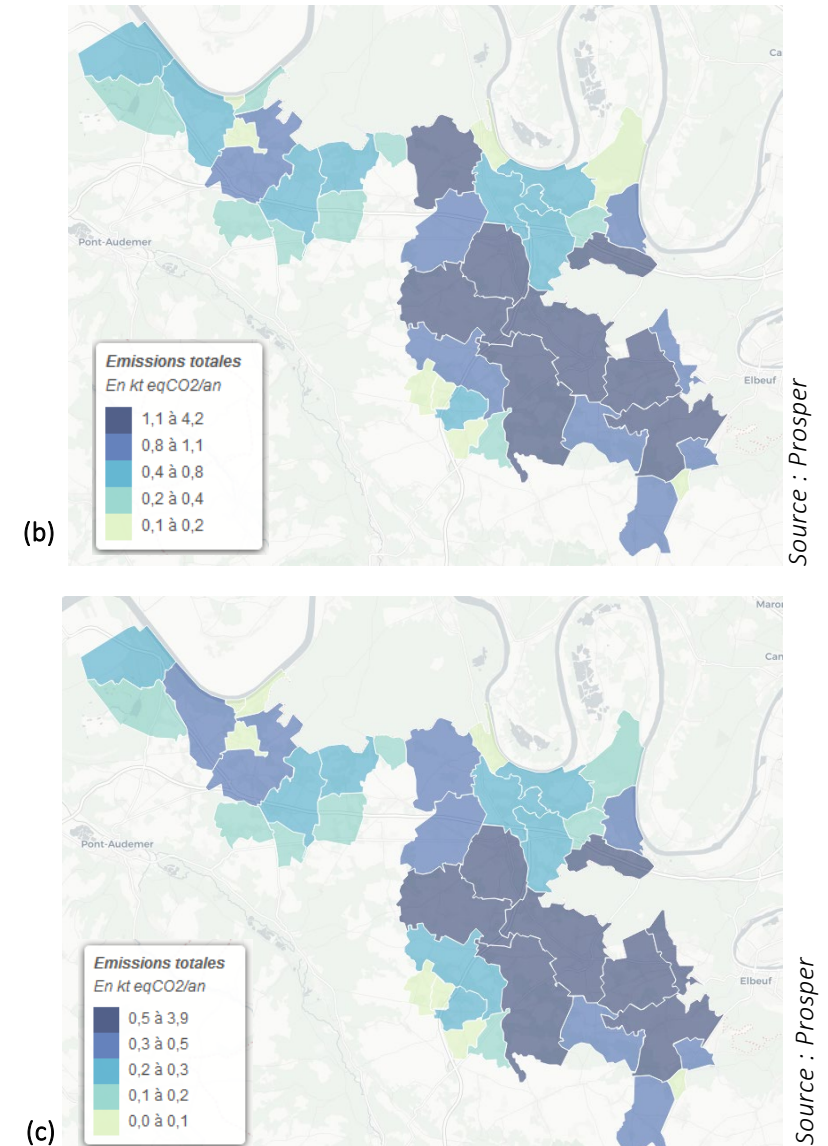 Ca
Pont-Audemer
Elbeuf
Emissions totales
En kt eqCO2/an
1,1 à 4,2
0,8 à 1,1
0,4 à 0,8
0,2 à 0,4
0,1 à 0,2
(b)
Source : Prosper
Maron
Can
Pont-Audemer
Elbeuf
Emissions totales
En kt eqCO2/an
0,5 à 3,9
0,3 à 0,5
0,2 à 0,3
0,1 à 0,2
0,0 à 0,1
(c)
Source : Prosper